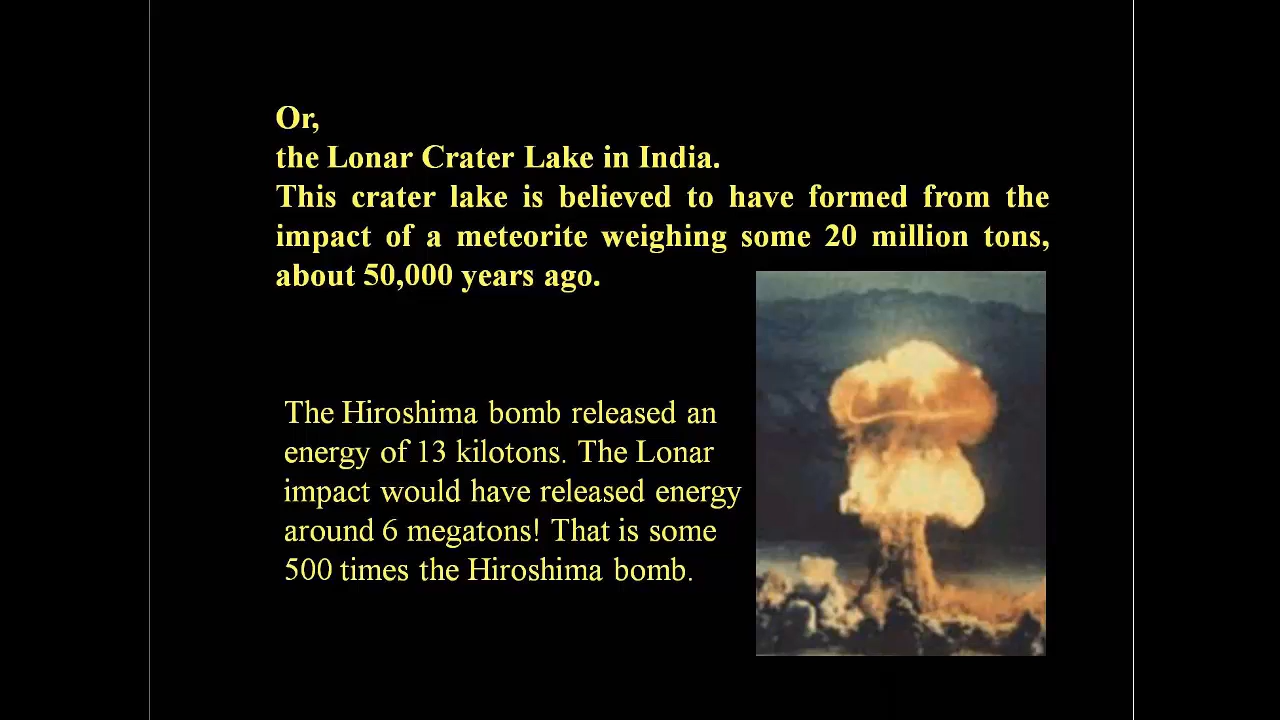 Or,
the Lonar Crater Lake in India.
This crater lake is believed to have formed from the
impact of a meteorite weighing some 20 million tons,
about 50,000 years ago.
The Hiroshima bomb released an
energy of 13 kilotons. The Lonar
impact would have released energy
around 6 megatons! That is some
500 times the Hiroshima bomb.